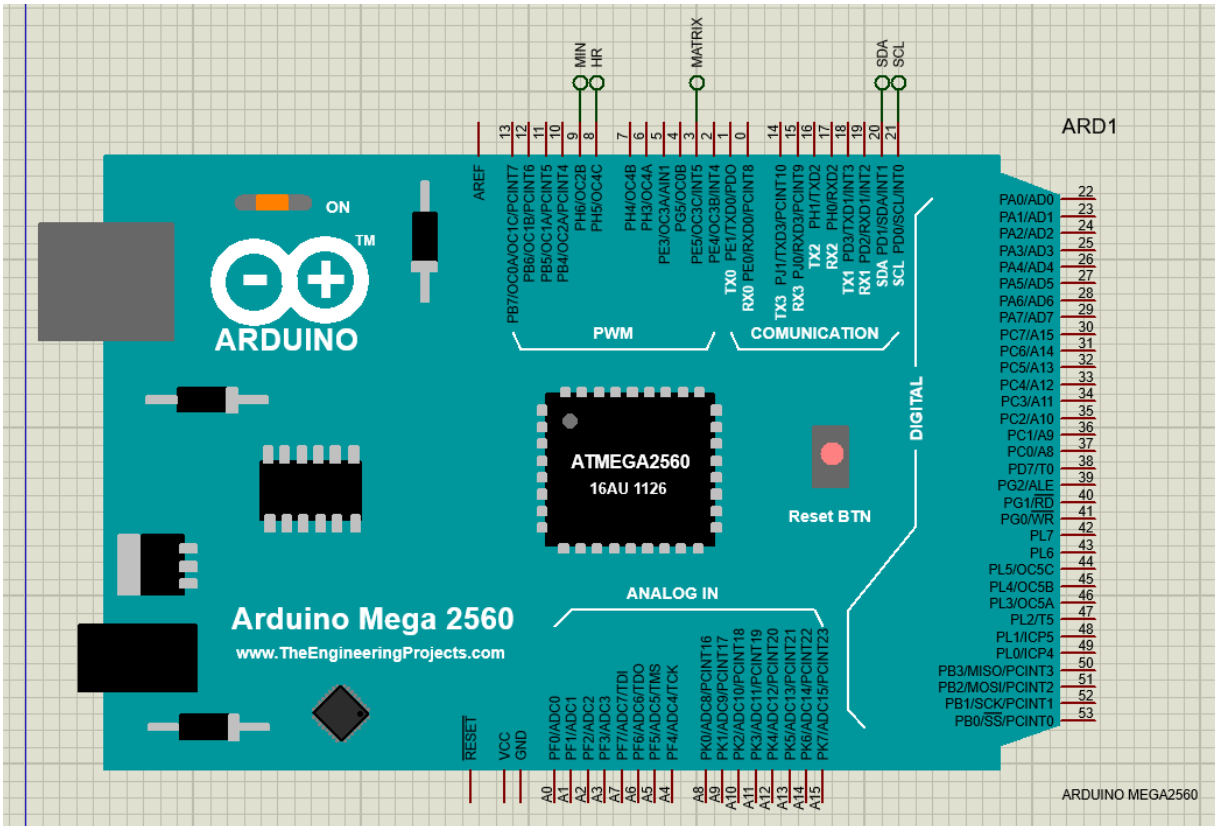 MIN
HR
MATRIX
SDA
SCL
ARD1
13
12
11
10
9
8
7
6
5
4
3
2
1
0
14
15
16
17
18
19
20
21
AREF
PB7/OC0A/OC1C/PCINT7
PB6/OC1B/PCINT6
PB5/OC1A/PCINT5
PB4/OC2A/PCINT4
PH6/OC2B
PH5/OC4C
PH4/OC4B
PH3/OC4A
PE3/OC3A/AIN1
PG5/OC0B
PE5/OC3C/INT5
PE4/OC3B/INT4
TX0 PE1/TXD0/PDO
RX0 PE0/RXD0/PCINT8
TX3 PJ1/TXD3/PCINT10
RX3 PJ0/RXD3/PCINT9
TX2 PH1/TXD2
RX2 PH0/RXD2
TX1 PD3/TXD1/INT3
RX1 PD2/RXD1/INT2
SDA PD1/SDA/INT1
SCL PD0/SCL/INT0
ON
TM
ARDUINO
PWM
COMUNICATION
DIGITAL
PA0/AD0 22
PA1/AD1 23
PA2/AD2 24
PA3/AD3 25
PA4/AD4 26
PA5/AD5 27
PA6/AD6 28
PA7/AD7 29
PC7/A15 30
PC6/A14 31
PC5/A13 32
PC4/A12 33
PC3/A11 34
PC2/A10 35
PC1/A9 36
PC0/A8 37
PD7/T0 38
PG2/ALE 39
PG1/RD 40
PG0/WR 41
PL7 42
PL6 43
PL5/OC5C 44
PL4/OC5B 45
PL3/OC5A 46
PL2/T5 47
PL1/ICP5 48
PL0/ICP4 49
PB3/MISO/PCINT3 50
PB2/MOSI/PCINT2 51
PB1/SCK/PCINT1 52
PB0/SS/PCINT0 53
ATMEGA2560
16AU 1126
Reset BTN
ANALOG IN
Arduino Mega 2560
www.TheEngineeringProjects.com
RESET
VCC
GND
PF0/ADC0
PF1/ADC1
PF2/ADC2
PF3/ADC3
PF7/ADC7/TDI
PF6/ADC6/TDO
PF5/ADC5/TMS
PF4/ADC4/TCK
PK0/ADC8/PCINT16
PK1/ADC9/PCINT17
PK2/ADC10/PCINT18
PK3/ADC11/PCINT19
PK4/ADC12/PCINT20
PK5/ADC13/PCINT21
PK6/ADC14/PCINT22
PK7/ADC15/PCINT23
A0
A1
A2
A3
A7
A6
A5
A4
A8
A9
A10
A11
A12
A13
A14
A15
ARDUINO MEGA2560